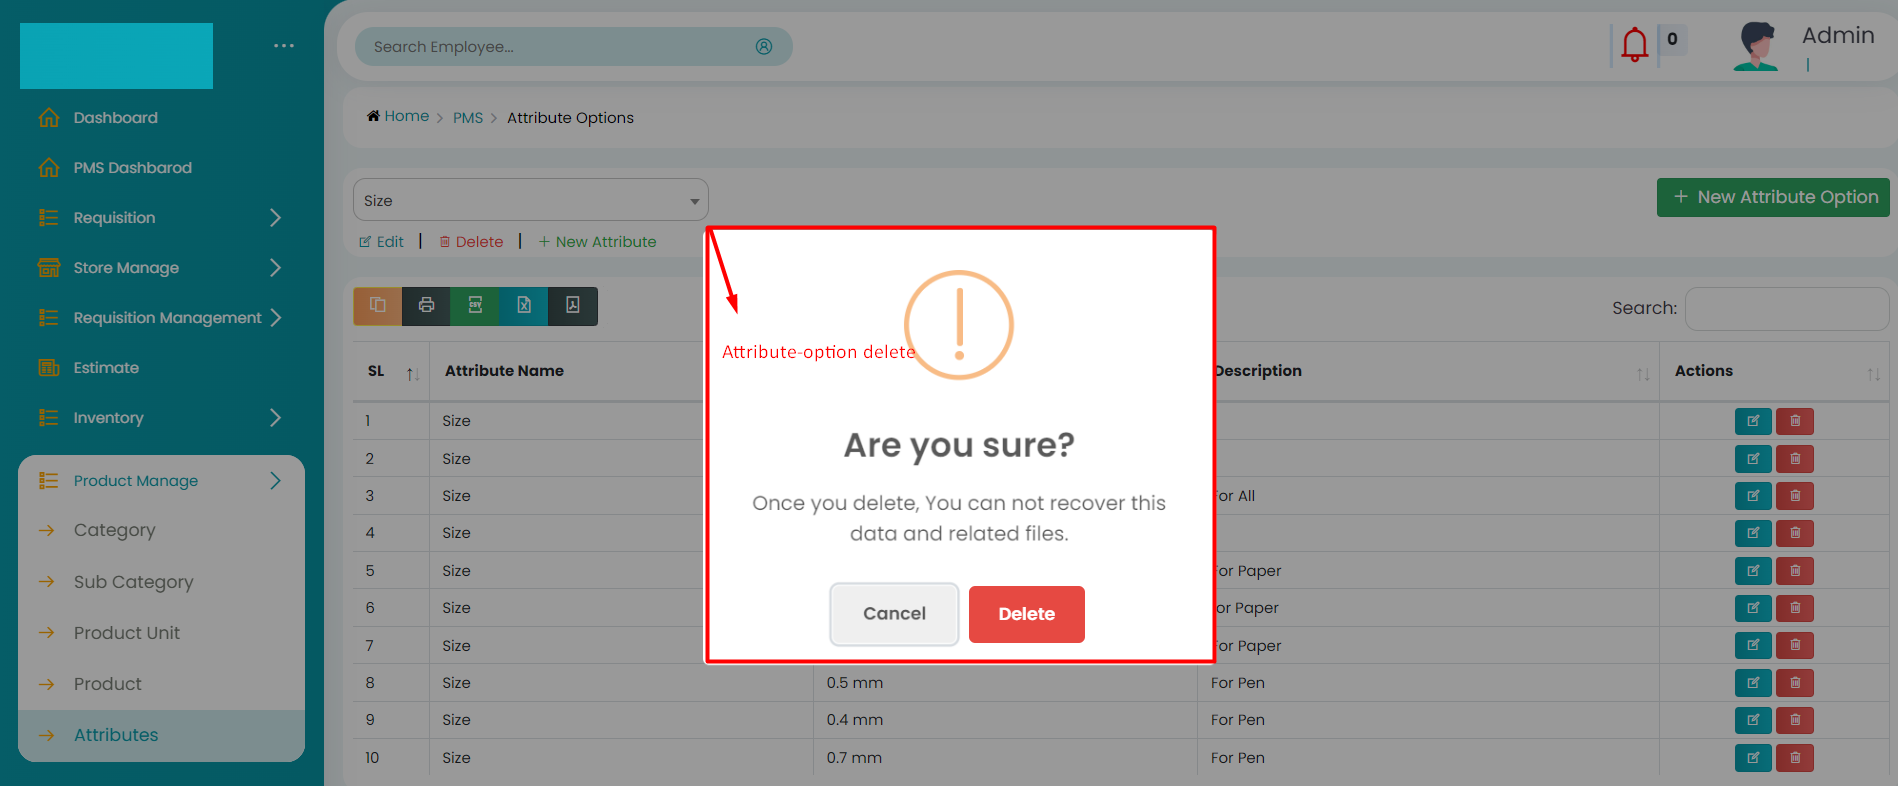 Search Employee...
0
Admin
Dashboard
PMS Dashbarod
Requisition
Store Manage
Requisition Management
Estimate
Inventory
Product Manage
Category
Sub Category
Product Unit
Product
Attributes
Home > PMS > Attribute Options
Size
+ New Attribute Option
Edit | Delete | + New Attribute
CSV
Search:
SL Attribute Name Description Actions
1 Size
2 Size
3 Size For All
4 Size
5 Size For Paper
6 Size For Paper
7 Size For Paper
8 Size 0.5 mm For Pen
9 Size 0.4 mm For Pen
10 Size 0.7 mm For Pen
Attribute-option delete
Are you sure?
Once you delete, You can not recover this
data and related files.
Cancel Delete